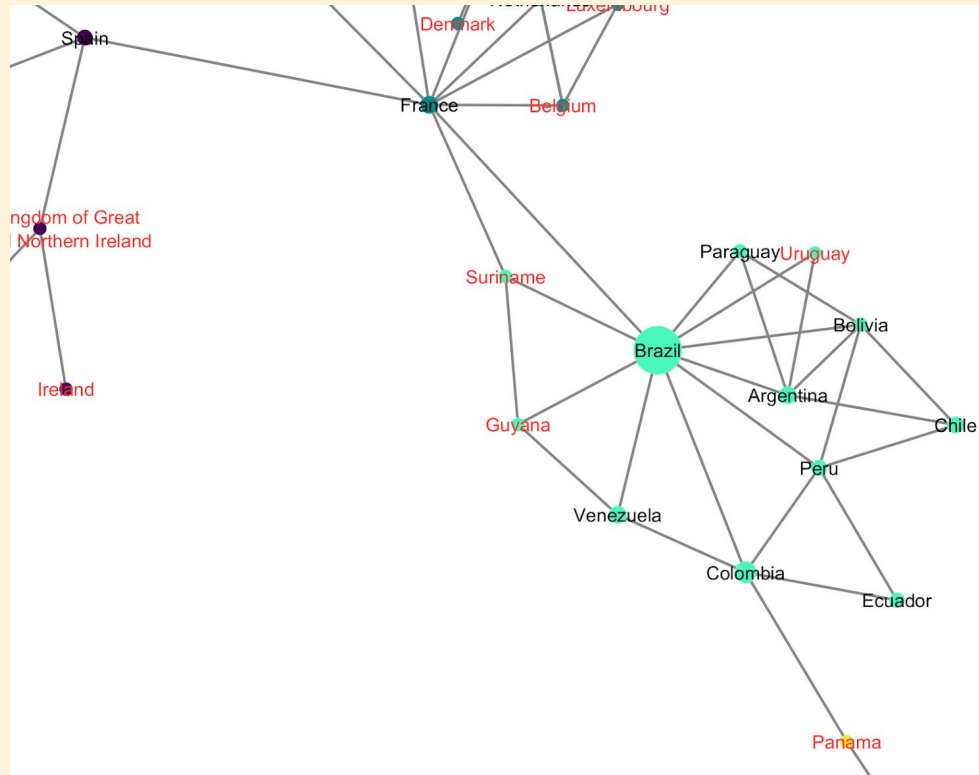 Luxembourg
Denmark
Spain
France
Belgium
ngdom of Great
Northern Ireland
Paraguay
Uruguay
Suriname
Bolivia
Brazil
Ireland
Argentina
Guyana
Chile
Peru
Venezuela
Colombia
Ecuador
Panama